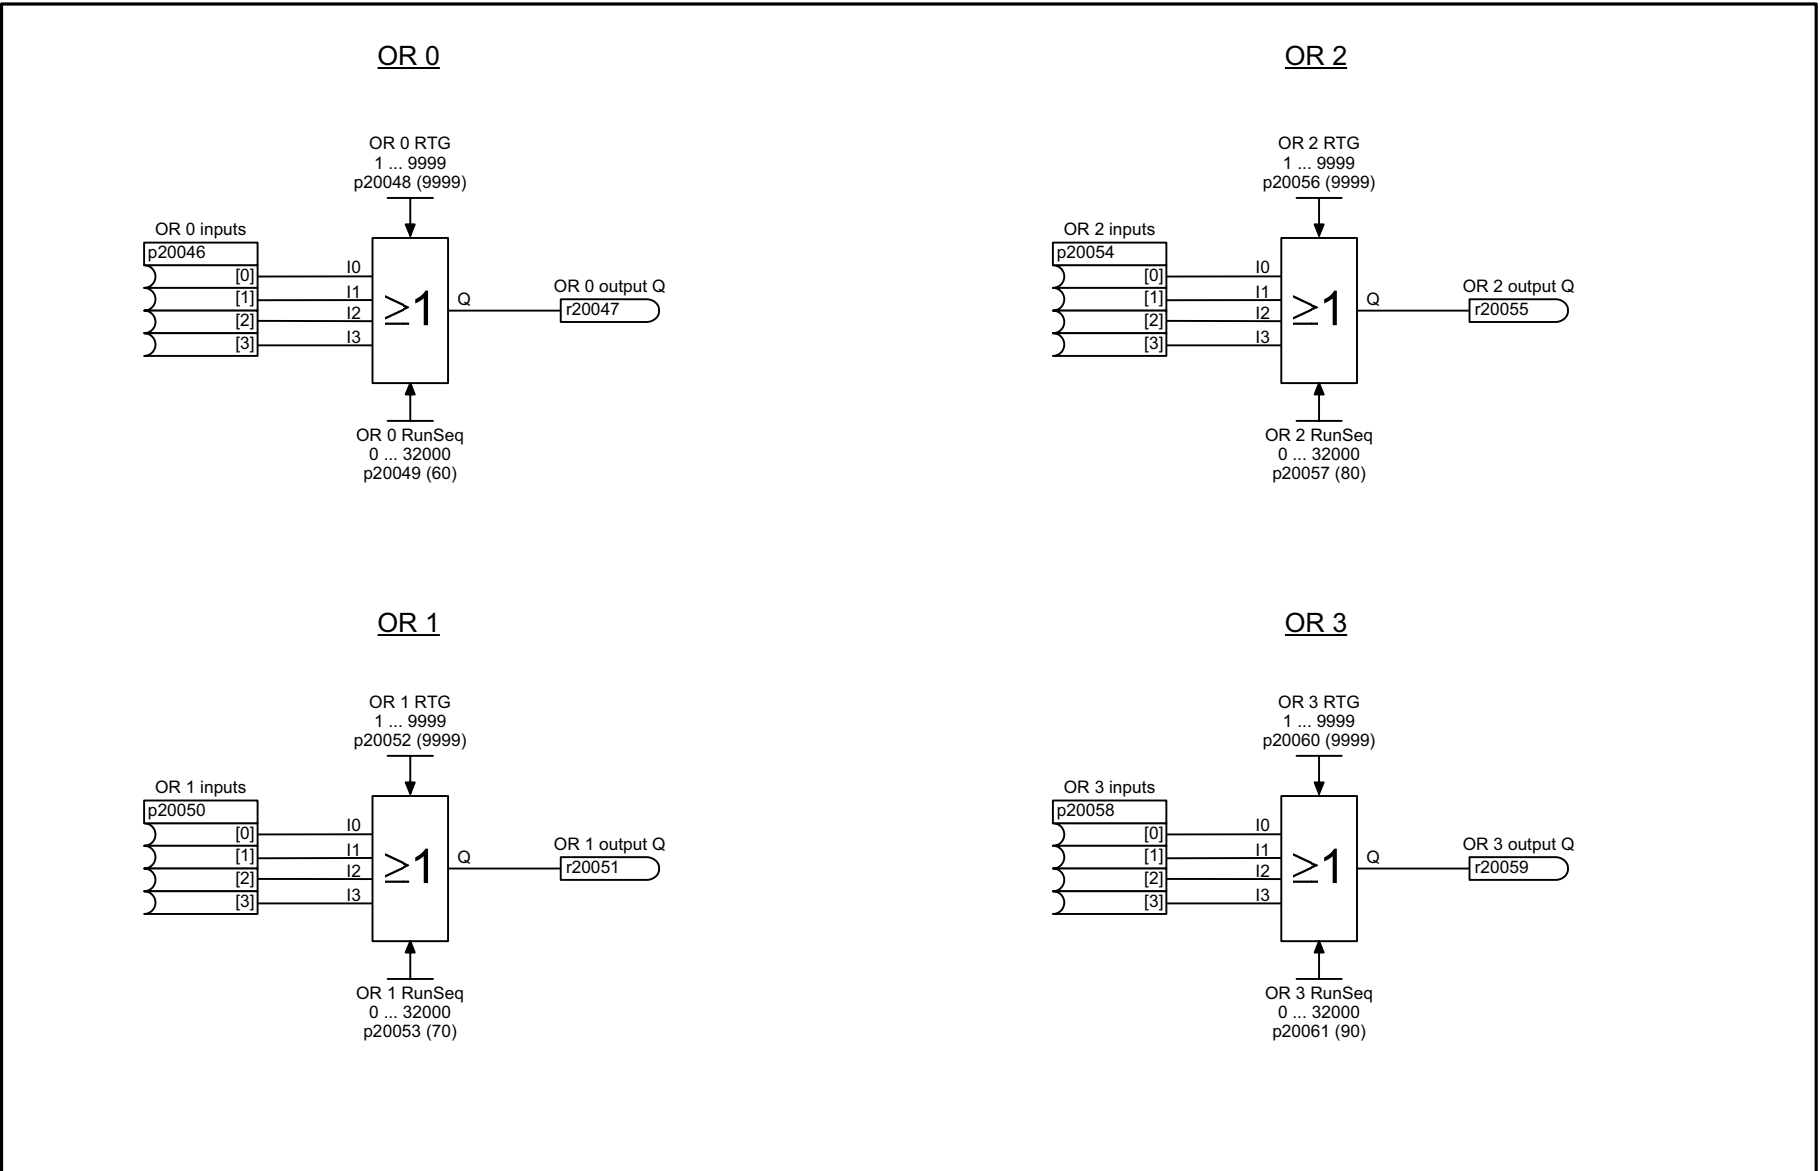 OR 0
OR 0 RTG
1 ... 9999
p20048 (9999)
OR 0 inputs
p20046
[0]
[1]
[2]
[3]
I0
I1
I2
I3
≥1
Q
OR 0 output Q
r20047
OR 0 RunSeq
0 ... 32000
p20049 (60)
OR 2
OR 2 RTG
1 ... 9999
p20056 (9999)
OR 2 inputs
p20054
[0]
[1]
[2]
[3]
I0
I1
I2
I3
≥1
Q
OR 2 output Q
r20055
OR 2 RunSeq
0 ... 32000
p20057 (80)
OR 1
OR 1 RTG
1 ... 9999
p20052 (9999)
OR 1 inputs
p20050
[0]
[1]
[2]
[3]
I0
I1
I2
I3
≥1
Q
OR 1 output Q
r20051
OR 1 RunSeq
0 ... 32000
p20053 (70)
OR 3
OR 3 RTG
1 ... 9999
p20060 (9999)
OR 3 inputs
p20058
[0]
[1]
[2]
[3]
I0
I1
I2
I3
≥1
Q
OR 3 output Q
r20059
OR 3 RunSeq
0 ... 32000
p20061 (90)